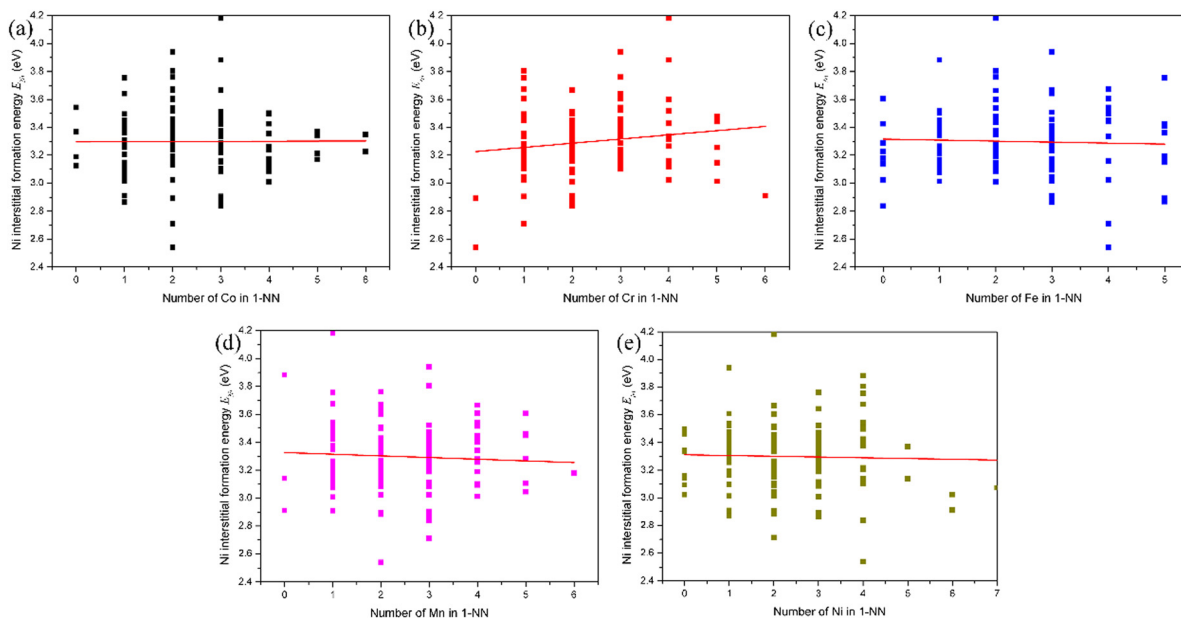 (a)
4.2
4.0
3.8
3.6
3.4
3.2
3.0
2.8
2.6
2.4
Ni interstitial formation energy (eV)
0 1 2 3 4 5 6
Number of Co in 1-NN
(b)
4.2
4.0
3.8
3.6
3.4
3.2
3.0
2.8
2.6
2.4
Ni interstitial formation energy (eV)
0 1 2 3 4 5 6
Number of Cr in 1-NN
(c)
4.2
4.0
3.8
3.6
3.4
3.2
3.0
2.8
2.6
2.4
Ni interstitial formation energy (eV)
0 1 2 3 4 5
Number of Fe in 1-NN
(d)
4.2
4.0
3.8
3.6
3.4
3.2
3.0
2.8
2.6
2.4
Ni interstitial formation energy (eV)
0 1 2 3 4 5 6
Number of Mn in 1-NN
(e)
4.2
4.0
3.8
3.6
3.4
3.2
3.0
2.8
2.6
2.4
Ni interstitial formation energy (eV)
0 1 2 3 4 5 6 7
Number of Ni in 1-NN